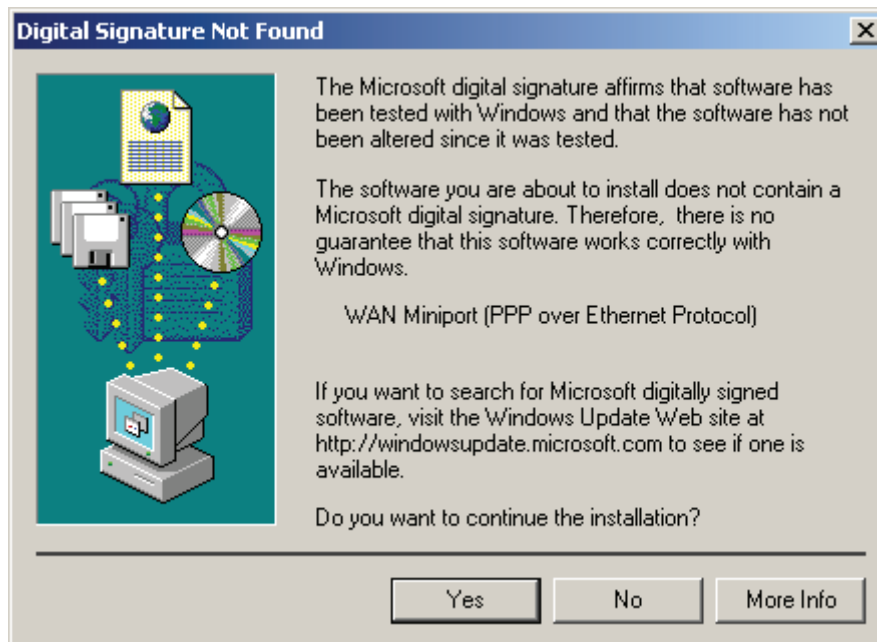 Digital Signature Not Found
The Microsoft digital signature affirms that software has
been tested with Windows and that the software has not
been altered since it was tested.
The software you are about to install does not contain a
Microsoft digital signature. Therefore,  there is no
guarantee that this software works correctly with
Windows.
WAN Miniport (PPP over Ethernet Protocol)
If you want to search for Microsoft digitally signed
software, visit the Windows Update Web site at
http://windowsupdate.microsoft.com to see if one is
available.
Do you want to continue the installation?
Yes No More Info